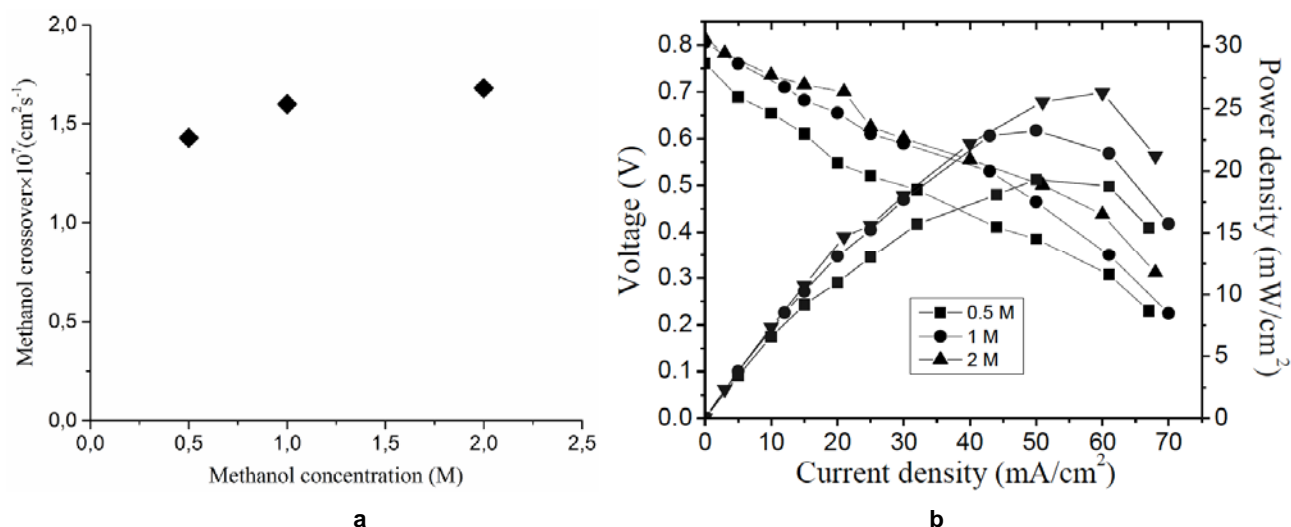 2,0
1,5
1,0
0,5
0,0
0,0 0,5 1,0 1,5 2,0 2,5
Methanol crossover×10⁷(cm²s⁻¹)
Methanol concentration (M)
a
0.8
0.7
0.6
0.5
0.4
0.3
0.2
0.1
0.0
Voltage (V)
0 10 20 30 40 50 60 70
Current density (mA/cm²)
0.5 M
1 M
2 M
30
25
20
15
10
5
0
Power density (mW/cm²)
b